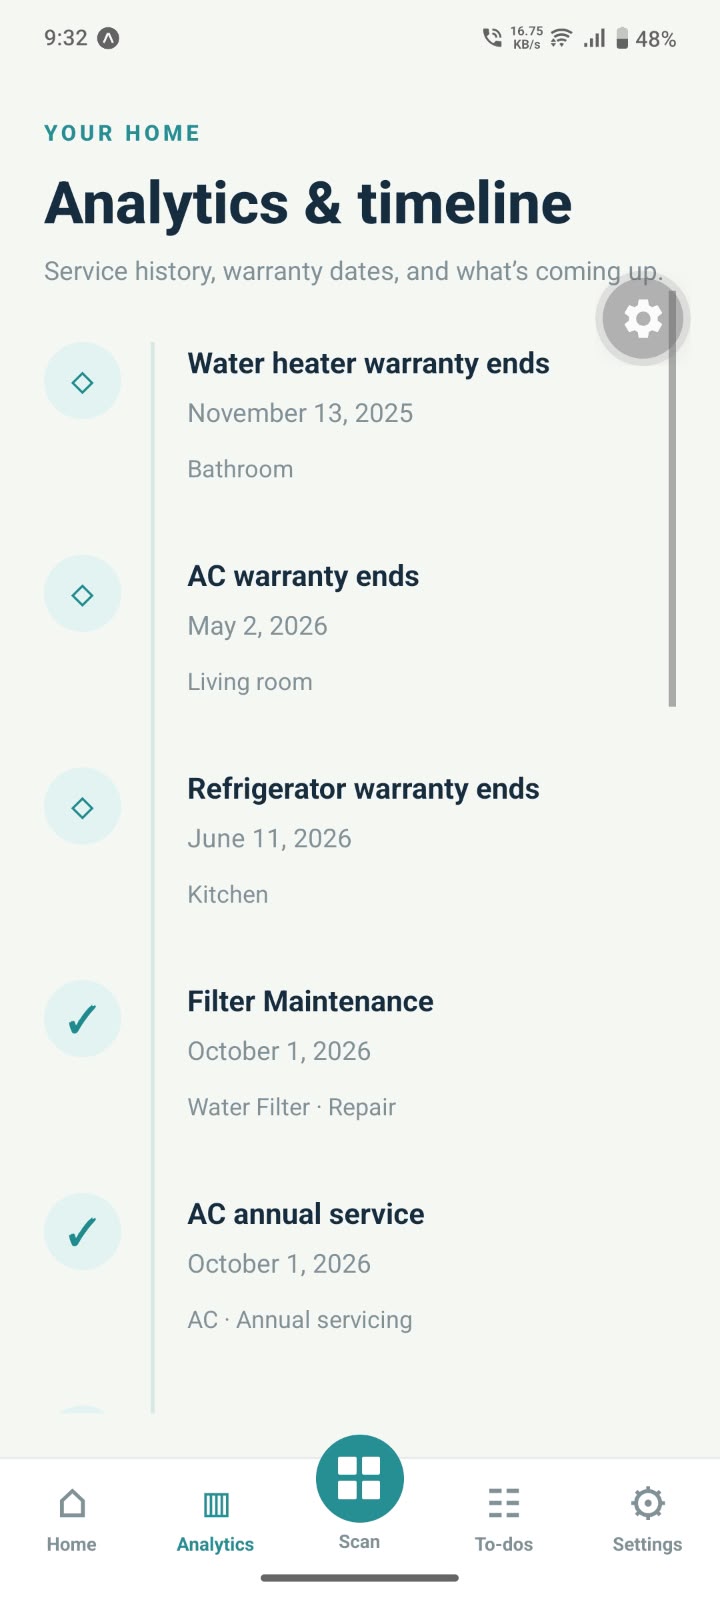 9:32
16.75
KB/s
48%
YOUR HOME
Analytics & timeline
Service history, warranty dates, and what’s coming up.
Water heater warranty ends
November 13, 2025
Bathroom
AC warranty ends
May 2, 2026
Living room
Refrigerator warranty ends
June 11, 2026
Kitchen
Filter Maintenance
October 1, 2026
Water Filter · Repair
AC annual service
October 1, 2026
AC · Annual servicing
Home
Analytics
Scan
To-dos
Settings